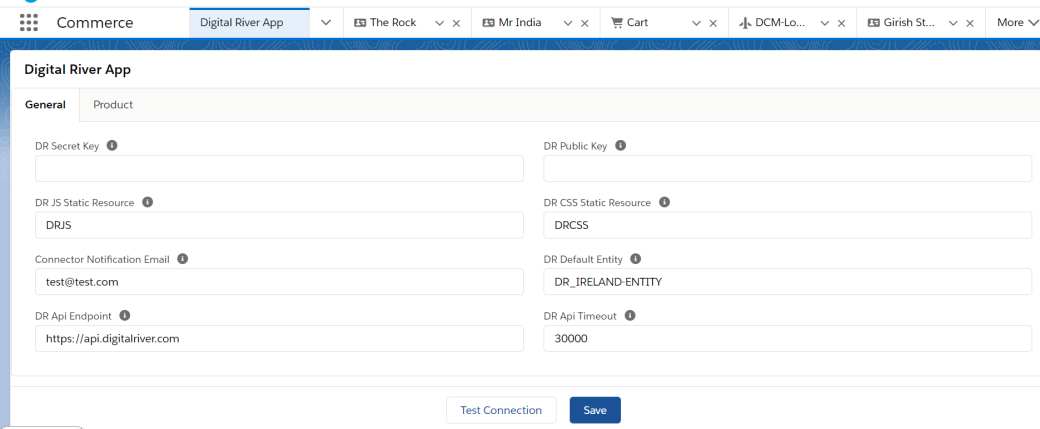 Commerce Digital River App The Rock Mr India Cart DCM-Lo... Girish St... More
Digital River App
General Product
DR Secret Key DR Public Key
DR JS Static Resource DR CSS Static Resource
DRJS DRCSS
Connector Notification Email DR Default Entity
test@test.com DR_IRELAND-ENTITY
DR Api Endpoint DR Api Timeout
https://api.digitalriver.com 30000
Test Connection Save